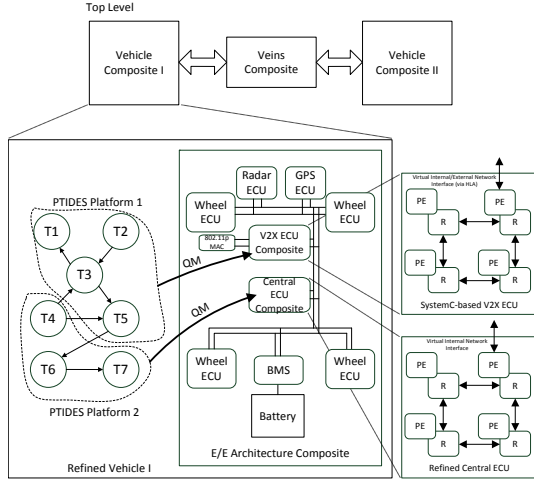 Top Level
Vehicle
Composite I
Veins
Composite
Vehicle
Composite II
PTIDES Platform 1
T1
T2
T3
T4
T5
T6
T7
PTIDES Platform 2
QM
QM
Radar
ECU
GPS
ECU
Wheel
ECU
Wheel
ECU
802.11p
MAC
V2X ECU
Composite
Central
ECU
Composite
Wheel
ECU
BMS
Wheel
ECU
Battery
E/E Architecture Composite
Refined Vehicle I
Virtual Internal/External Network
Interface (via HLA)
PE
R
PE
R
PE
R
PE
R
SystemC-based V2X ECU
Virtual Internal Network
Interface
PE
R
PE
R
PE
R
PE
R
Refined Central ECU